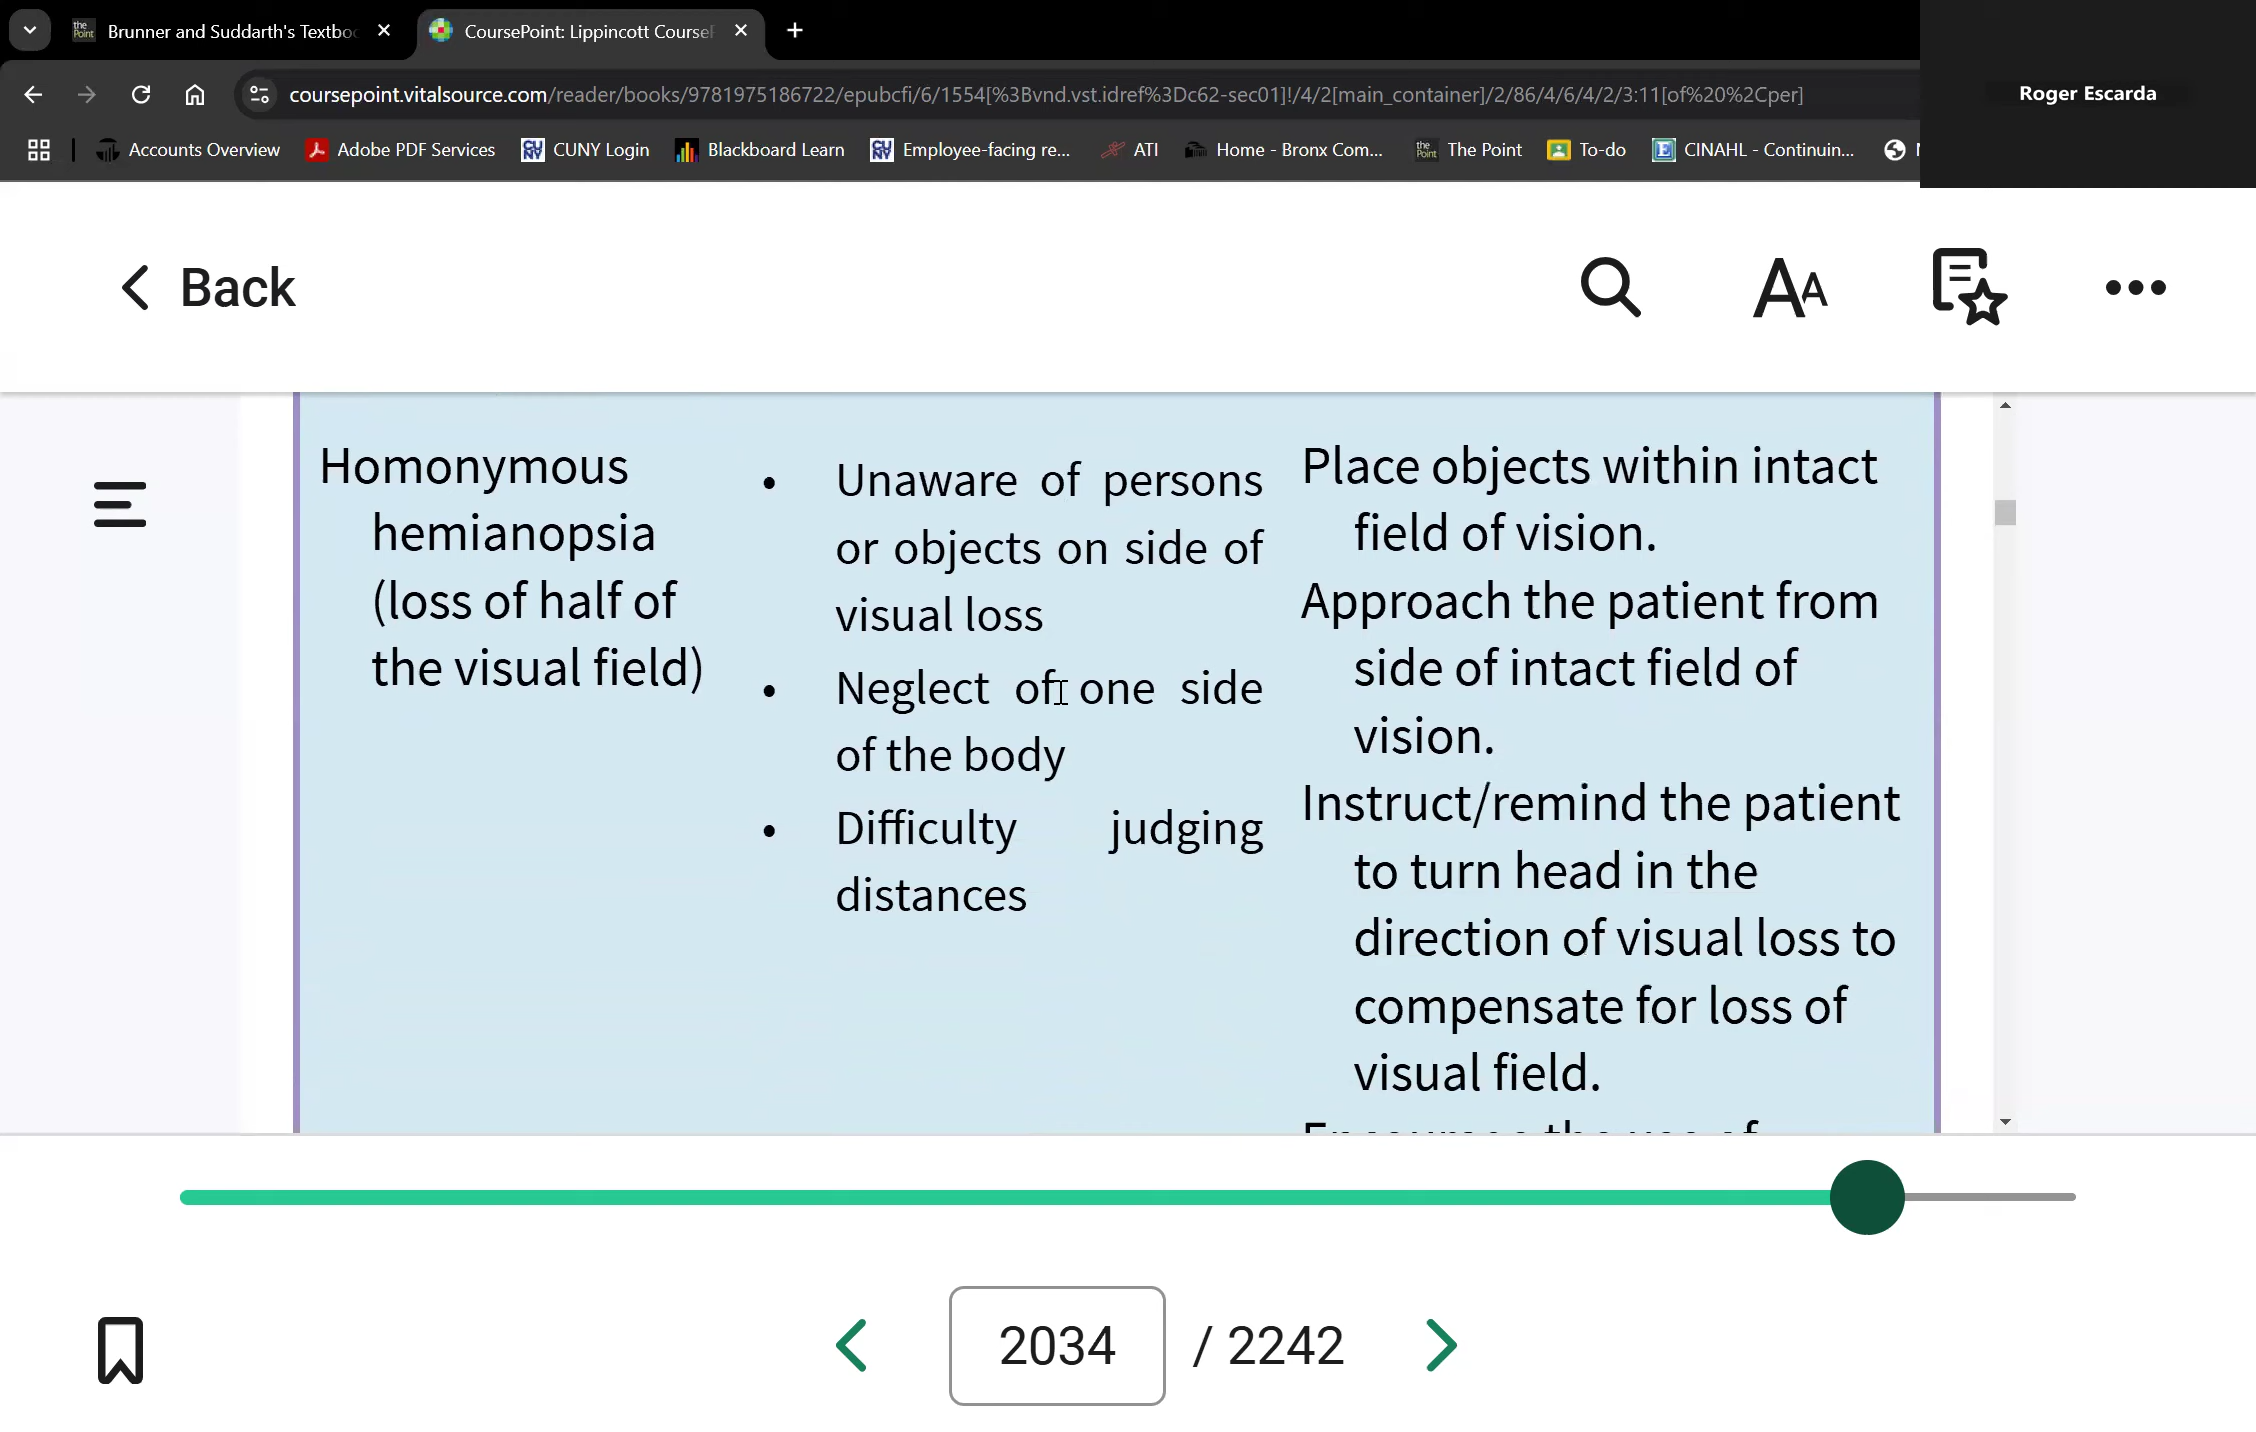 Brunner and Suddarth's Textbo
CoursePoint: Lippincott Course
coursepoint.vitalsource.com/reader/books/9781975186722/epubcfi/6/1554[%3Bvnd.vst.idref%3Dc62-sec01]!/4/2[main_container]/2/86/4/6/4/2/3:11[of%20%2Cper]
Roger Escarda
Accounts Overview
Adobe PDF Services
CUNY Login
Blackboard Learn
Employee-facing re...
ATI
Home - Bronx Com...
The Point
To-do
CINAHL - Continuin...
Back
Homonymous
hemianopsia
(loss of half of
the visual field)
• Unaware of persons
or objects on side of
visual loss
• Neglect of one side
of the body
• Difficulty judging
distances
Place objects within intact
field of vision.
Approach the patient from
side of intact field of
vision.
Instruct/remind the patient
to turn head in the
direction of visual loss to
compensate for loss of
visual field.
2034 / 2242